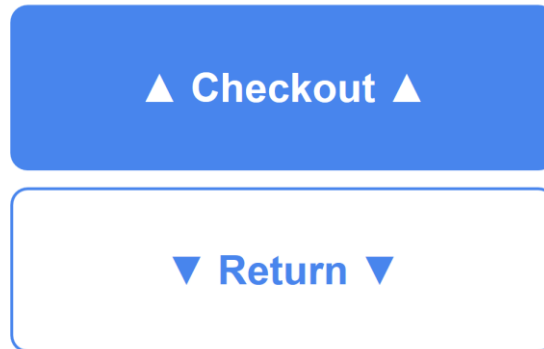 ▲ Checkout ▲
▼ Return ▼